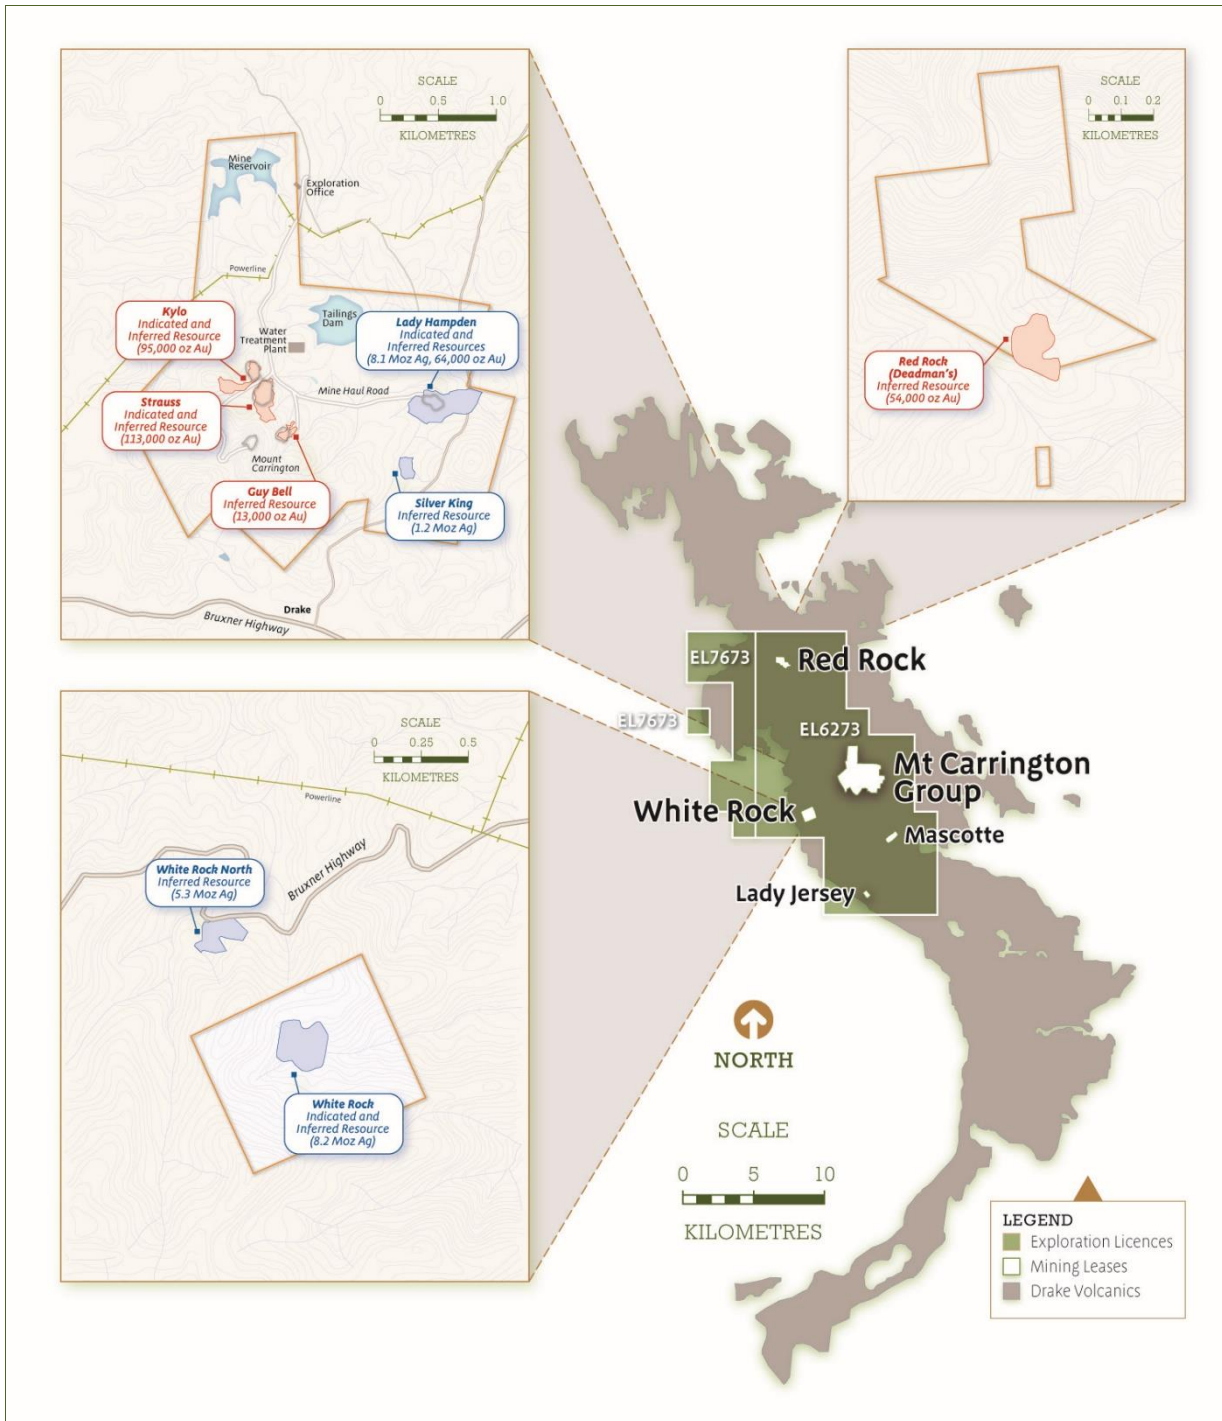 SCALE
0 0.5 1.0
KILOMETRES
Mine
Reservoir
Exploration
Office
Powerline
Kylo
Indicated and
Inferred Resource
(95,000 oz Au)
Water
Treatment
Plant
Tailings
Dam
Lady Hampden
Indicated and
Inferred Resources
(8.1 Moz Ag, 64,000 oz Au)
Mine Haul Road
Strauss
Indicated and
Inferred Resource
(113,000 oz Au)
Mount
Carrington
Guy Bell
Inferred Resource
(13,000 oz Au)
Silver King
Inferred Resource
(1.2 Moz Ag)
Drake
Bruxner Highway
SCALE
0 0.1 0.2
KILOMETRES
Red Rock
(Deadman's)
Inferred Resource
(54,000 oz Au)
SCALE
0 0.25 0.5
KILOMETRES
Powerline
Bruxner Highway
White Rock North
Inferred Resource
(5.3 Moz Ag)
White Rock
Indicated and
Inferred Resource
(8.2 Moz Ag)
EL7673
Red Rock
EL7673
EL6273
Mt Carrington
Group
White Rock
Mascotte
Lady Jersey
NORTH
SCALE
0 5 10
KILOMETRES
LEGEND
Exploration Licences
Mining Leases
Drake Volcanics